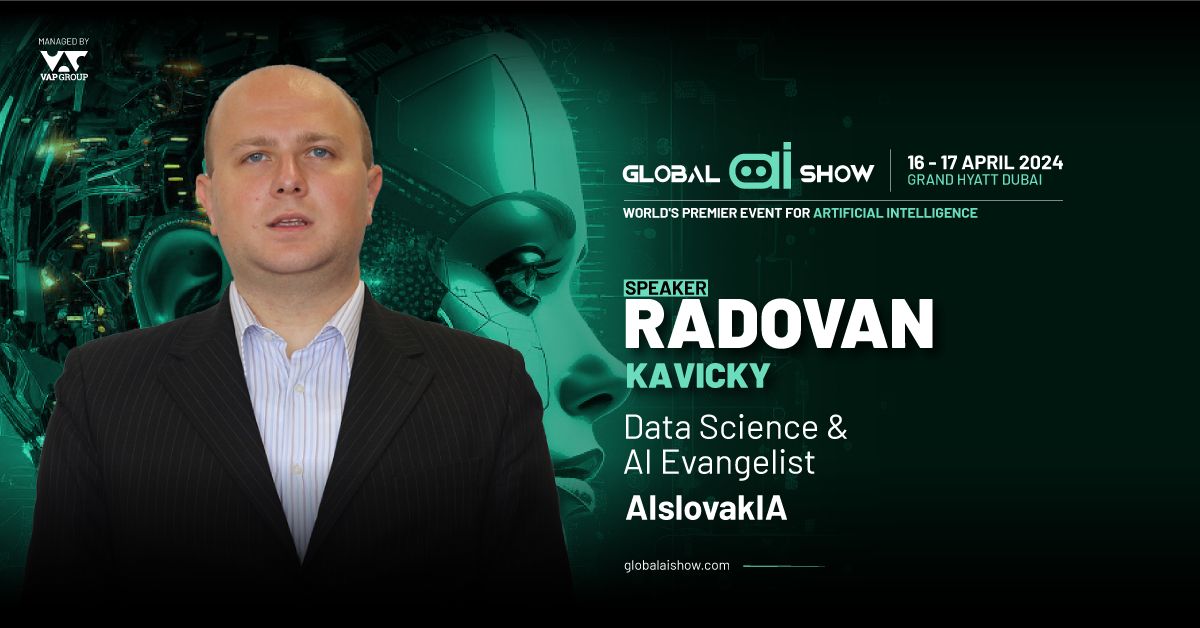 MANAGED BY
VAP GROUP
GLOBAL ai SHOW
16 - 17 APRIL 2024
GRAND HYATT DUBAI
WORLD'S PREMIER EVENT FOR ARTIFICIAL INTELLIGENCE
SPEAKER
RADOVAN
KAVICKY
Data Science &
AI Evangelist
AIslovakIA
globalaishow.com